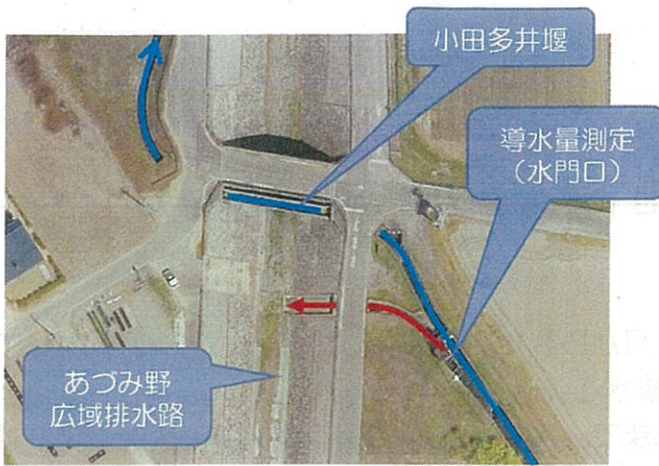 小田多井堰
導水量測定
（水門口）
あづみ野
広域排水路